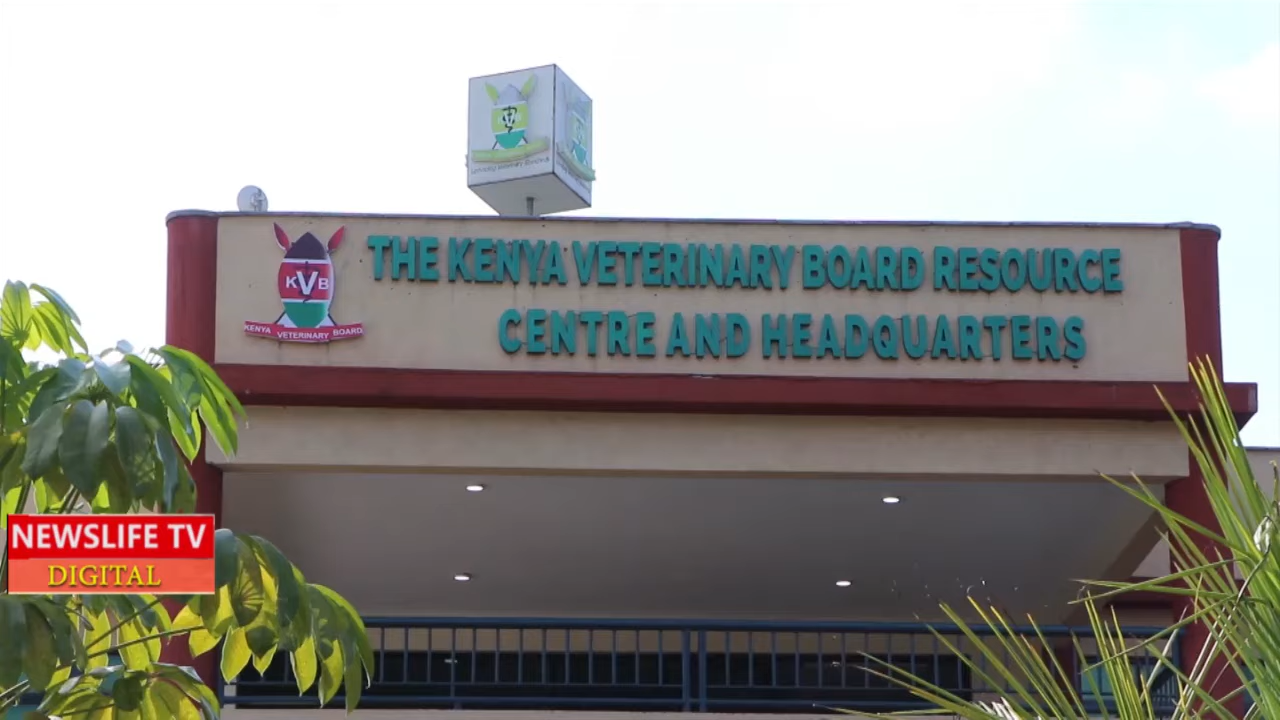 THE KENYA VETERINARY BOARD RESOURCE
CENTRE AND HEADQUARTERS
KVB
KENYA VETERINARY BOARD
NEWSLIFE TV
DIGITAL